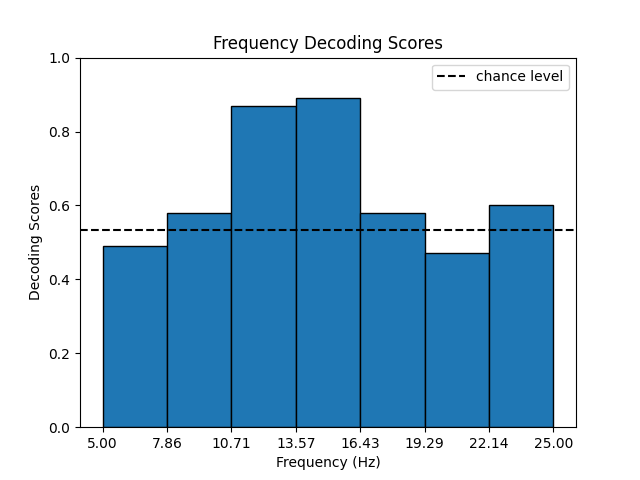 Frequency Decoding Scores
chance level
Decoding Scores
1.0
0.8
0.6
0.4
0.2
0.0
5.00 7.86 10.71 13.57 16.43 19.29 22.14 25.00
Frequency (Hz)